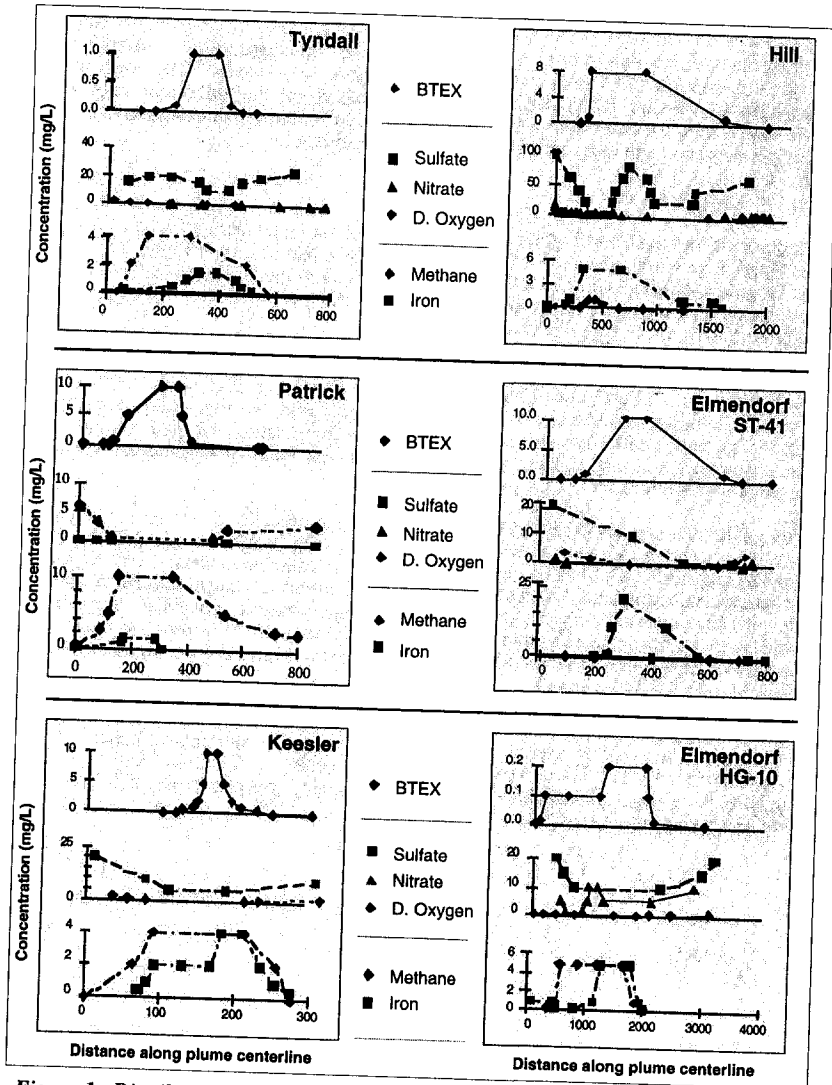 Tyndall
1.0
0.5
0.0
40
20
0
4
2
0
0
200
400
600
800
Concentration (mg/L)
BTEX
Sulfate
Nitrate
D. Oxygen
Methane
Iron
Hill
8
4
0
100
50
0
6
3
0
0
500
1000
1500
2000
Patrick
10
5
0
10
5
0
10
0
0
200
400
600
800
Concentration (mg/L)
BTEX
Sulfate
Nitrate
D. Oxygen
Methane
Iron
Elmendorf
ST-41
10.0
5.0
0.0
20
10
0
25
0
0
200
400
600
800
Keesler
10
5
0
25
0
4
2
0
0
100
200
300
Concentration (mg/L)
Distance along plume centerline
BTEX
Sulfate
Nitrate
D. Oxygen
Methane
Iron
Elmendorf
HG-10
0.2
0.1
0.0
20
10
0
6
4
2
0
0
1000
2000
3000
4000
Distance along plume centerline